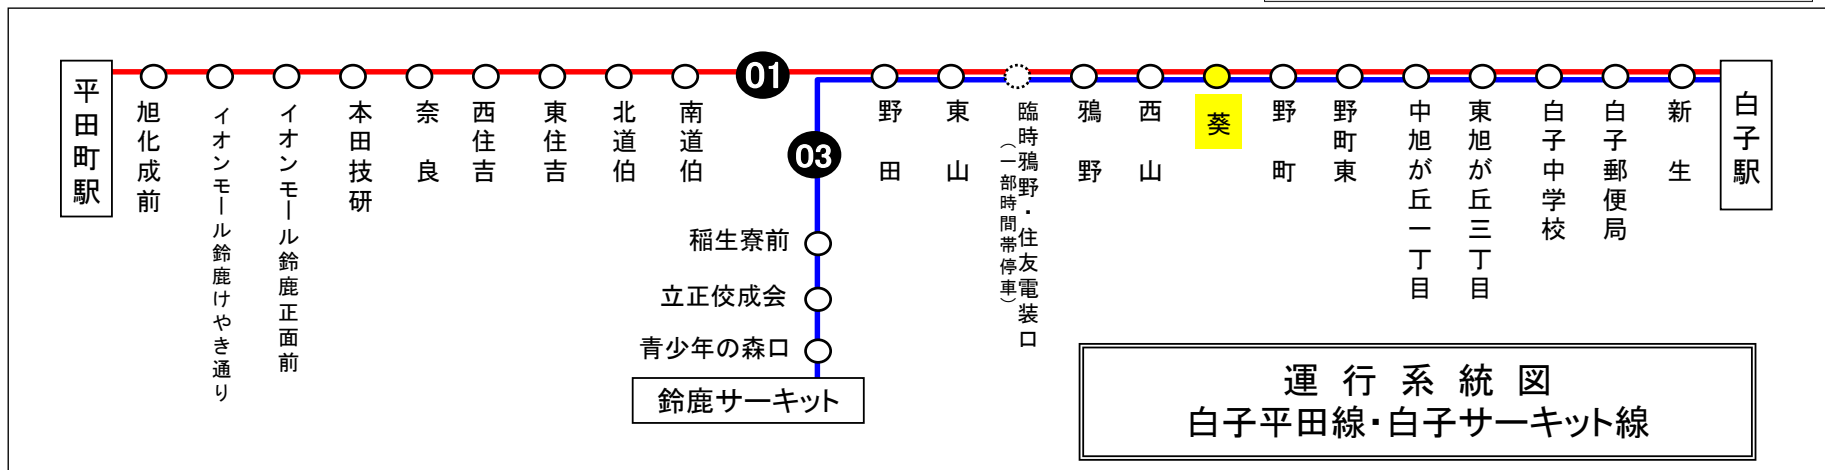 平田町駅
旭化成前
イオンモール鈴鹿けやき通り
イオンモール鈴鹿正面前
本田技研
奈良
西住吉
東住吉
北道伯
南道伯
01
03
野田
東山
臨時鴉野・住友電装口
（一部時間帯停車）
鴉野
西山
葵
野町
野町東
中旭が丘一丁目
東旭が丘三丁目
白子中学校
白子郵便局
新生
白子駅
稲生寮前
立正佼成会
青少年の森口
鈴鹿サーキット
運行系統図
白子平田線・白子サーキット線